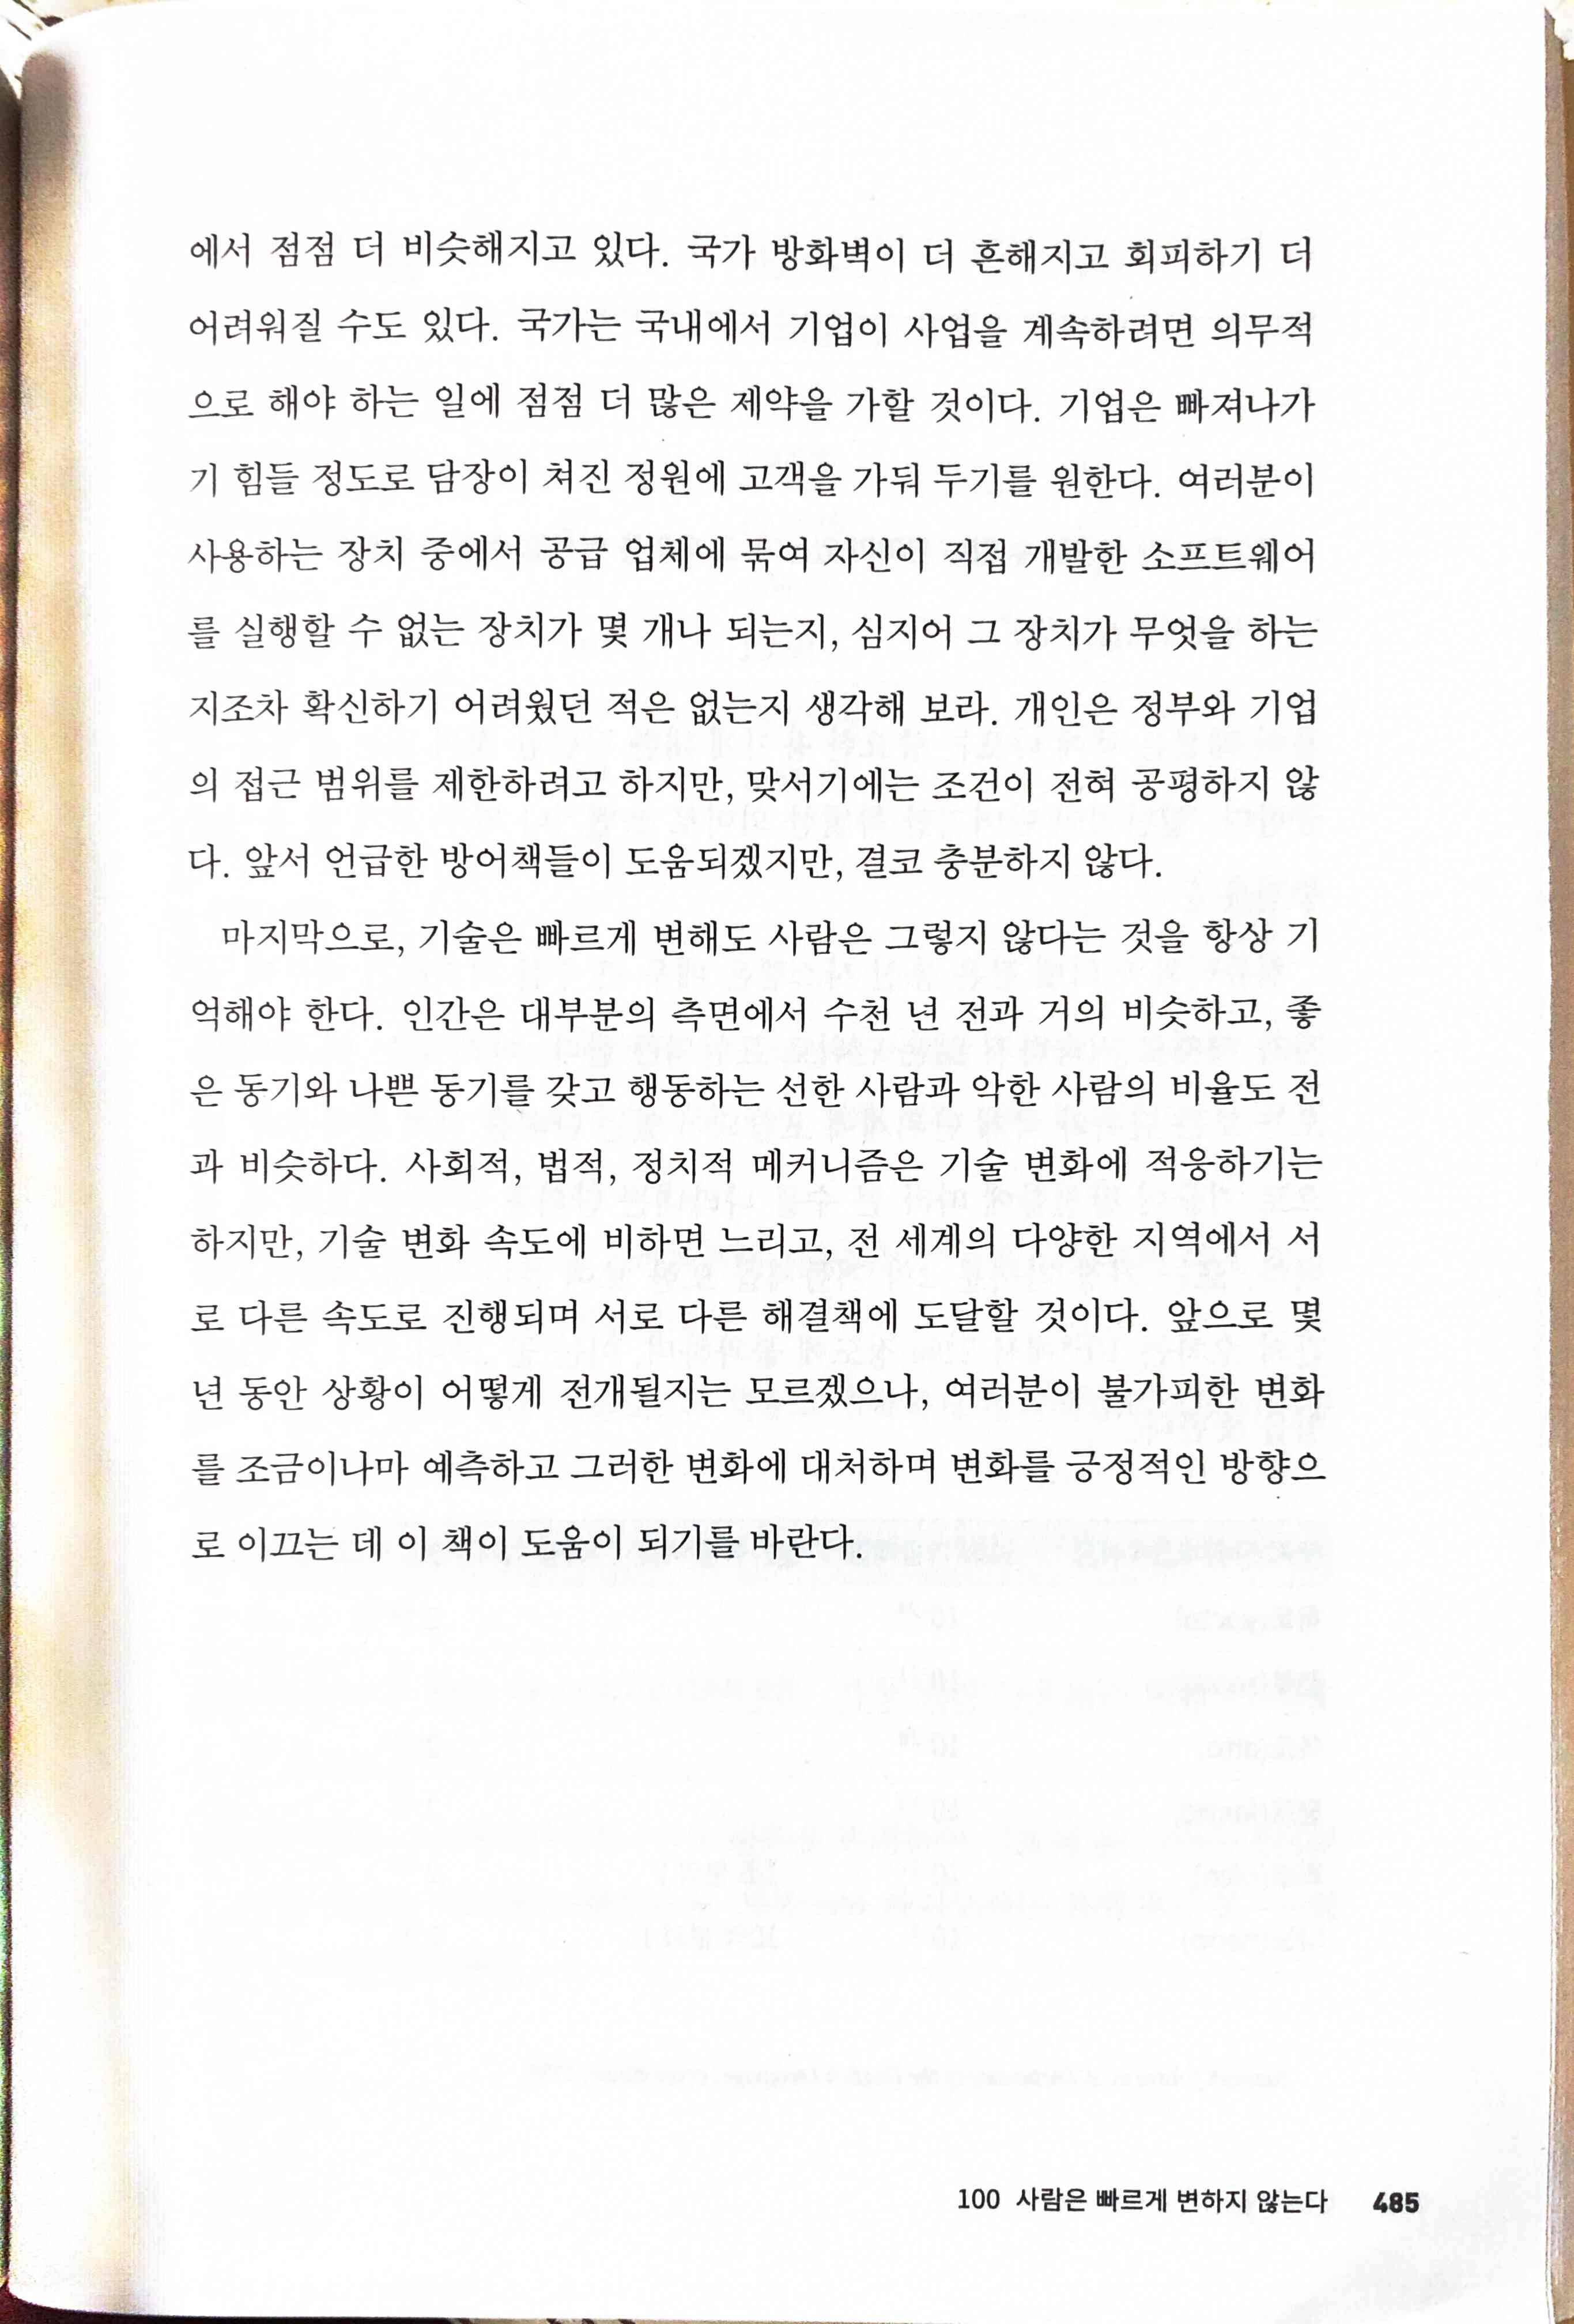 에서 점점 더 비슷해지고 있다. 국가 방화벽이 더 흔해지고 회피하기 더
어려워질 수도 있다. 국가는 국내에서 기업이 사업을 계속하려면 의무적
으로 해야 하는 일에 점점 더 많은 제약을 가할 것이다. 기업은 빠져나가
기 힘들 정도로 담장이 쳐진 정원에 고객을 가둬 두기를 원한다. 여러분이
사용하는 장치 중에서 공급 업체에 묶여 자신이 직접 개발한 소프트웨어
를 실행할 수 없는 장치가 몇 개나 되는지, 심지어 그 장치가 무엇을 하는
지조차 확신하기 어려웠던 적은 없는지 생각해 보라. 개인은 정부와 기업
의 접근 범위를 제한하려고 하지만, 맞서기에는 조건이 전혀 공평하지 않
다. 앞서 언급한 방어책들이 도움되겠지만, 결코 충분하지 않다.
마지막으로, 기술은 빠르게 변해도 사람은 그렇지 않다는 것을 항상 기
억해야 한다. 인간은 대부분의 측면에서 수천 년 전과 거의 비슷하고, 좋
은 동기와 나쁜 동기를 갖고 행동하는 선한 사람과 악한 사람의 비율도 전
과 비슷하다. 사회적, 법적, 정치적 메커니즘은 기술 변화에 적응하기는
하지만, 기술 변화 속도에 비하면 느리고, 전 세계의 다양한 지역에서 서
로 다른 속도로 진행되며 서로 다른 해결책에 도달할 것이다. 앞으로 몇
년 동안 상황이 어떻게 전개될지는 모르겠으나, 여러분이 불가피한 변화
를 조금이나마 예측하고 그러한 변화에 대처하며 변화를 긍정적인 방향으
로 이끄는 데 이 책이 도움이 되기를 바란다.
100 사람은 빠르게 변하지 않는다 485